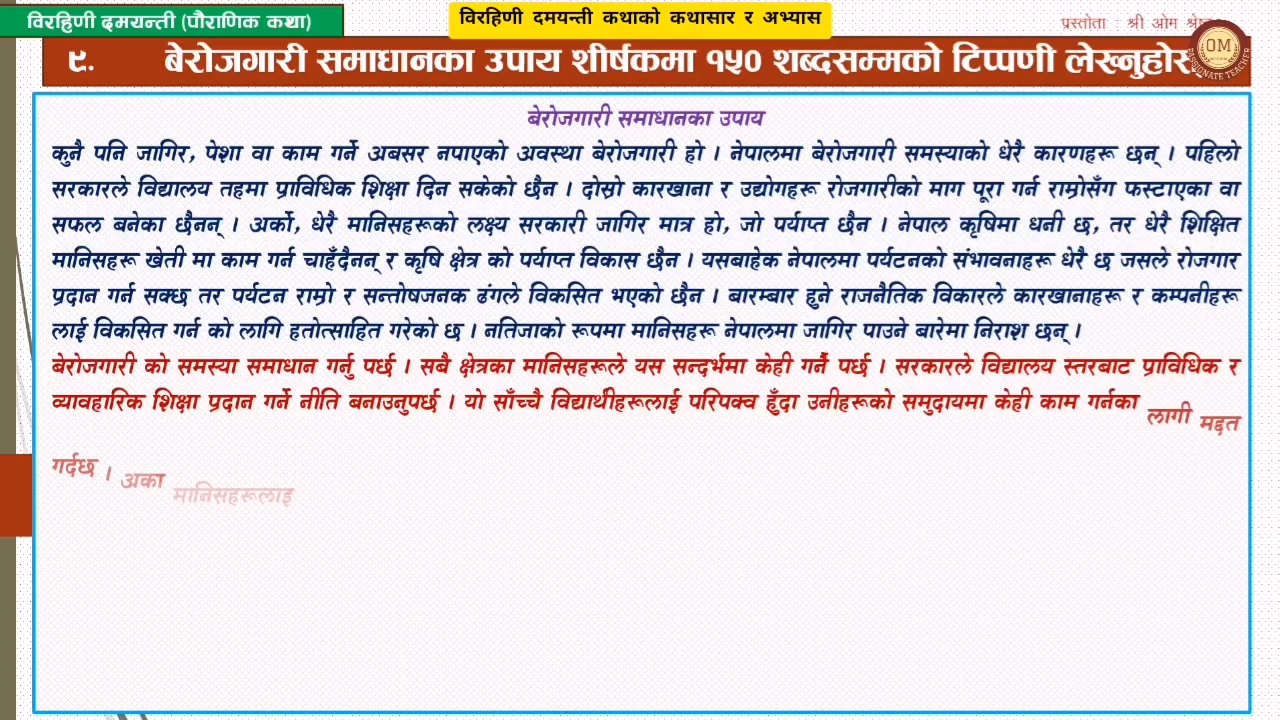 विरहिणी दमयन्ती (पौराणिक कथा)
विरहिणी दमयन्ती कथाको कथासार र अभ्यास
प्रस्तोता : श्री ओम
९. बेरोजगारी समाधानका उपाय शीर्षकमा १५० शब्दसम्मको टिप्पणी लेख्नुहोस्
OM
PASSIONATE TEACHER
बेरोजगारी समाधानका उपाय
कुनै पनि जागिर, पेशा वा काम गर्ने अबसर नपाएको अवस्था बेरोजगारी हो । नेपालमा बेरोजगारी समस्याको धेरै कारणहरू छन् । पहिलो
सरकारले विद्यालय तहमा प्राविधिक शिक्षा दिन सकेको छैन । दोस्रो कारखाना र उद्योगहरू रोजगारीको माग पूरा गर्न राम्रोसँग फस्टाएका वा
सफल बनेका छैनन् । अर्को, धेरै मानिसहरूको लक्ष्य सरकारी जागिर मात्र हो, जो पर्याप्त छैन । नेपाल कृषिमा धनी छ, तर धेरै शिक्षित
मानिसहरू खेती मा काम गर्न चाहँदैनन् र कृषि क्षेत्र को पर्याप्त विकास छैन । यसबाहेक नेपालमा पर्यटनको संभावनाहरू धेरै छ जसले रोजगार
प्रदान गर्न सक्छ तर पर्यटन राम्रो र सन्तोषजनक ढंगले विकसित भएको छैन । बारम्बार हुने राजनैतिक विकारले कारखानाहरू र कम्पनीहरू
लाई विकसित गर्न को लागि हतोत्साहित गरेको छ । नतिजाको रूपमा मानिसहरू नेपालमा जागिर पाउने बारेमा निराश छन् ।
बेरोजगारी को समस्या समाधान गर्नु पर्छ । सबै क्षेत्रका मानिसहरूले यस सन्दर्भमा केही गर्नै पर्छ । सरकारले विद्यालय स्तरबाट प्राविधिक र
व्यावहारिक शिक्षा प्रदान गर्ने नीति बनाउनुपर्छ । यो साँच्चै विद्यार्थीहरूलाई परिपक्व हुँदा उनीहरूको समुदायमा केही काम गर्नका लागी मद्दत
गर्दछ । अका मानिसहरूलाइ